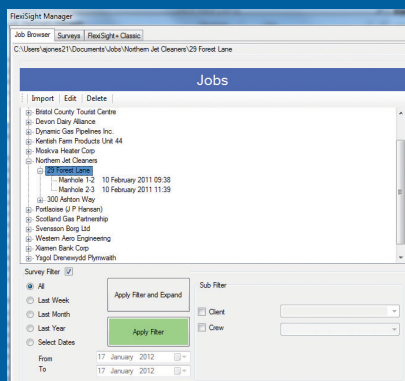 FlexiSight Manager
Job Browser Surveys FlexiSight+ Classic
C:\Users\ajones21\Documents\Jobs\Northern Jet Cleaners\29 Forest Lane
Jobs
Import Edit Delete
Bristol County Tourist Centre
Devon Dairy Alliance
Dynamic Gas Pipelines Inc.
Kentish Farm Products Unit 44
Moskva Heater Corp
Northern Jet Cleaners
29 Forest Lane
Manhole 1-2 10 February 2011 09:38
Manhole 2-3 10 February 2011 11:39
300 Ashton Way
Portlaoise (J P Hansan)
Scotland Gas Partnership
Svensson Borg Ltd
Western Aero Engineering
Xiamen Bank Corp
Ysgol Drenewydd Plymwaith
Survey Filter
All
Last Week
Last Month
Last Year
Select Dates
From 17 January 2012
To 17 January 2012
Apply Filter and Expand
Apply Filter
Sub Filter
Client
Crew